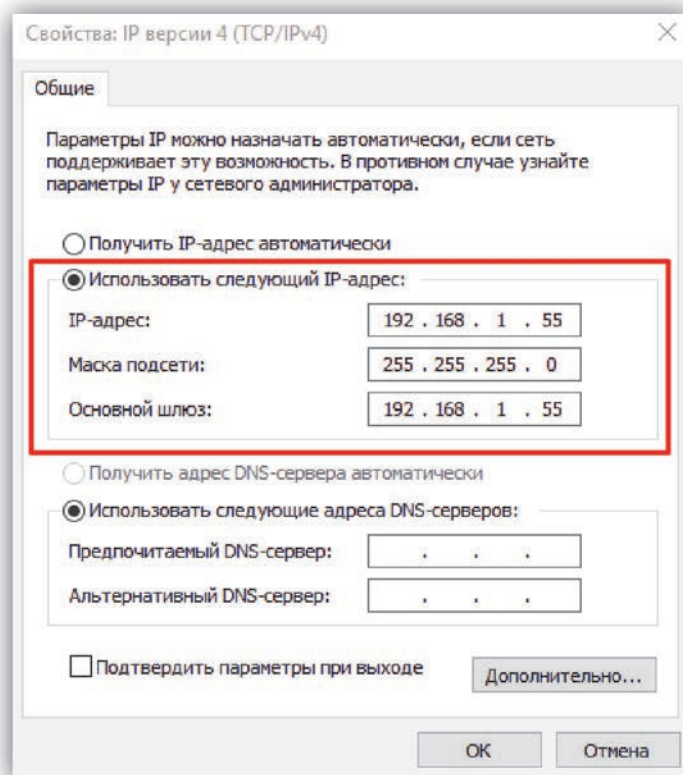 Свойства: IP версии 4 (TCP/IPv4)
Общие
Параметры IP можно назначать автоматически, если сеть
поддерживает эту возможность. В противном случае узнайте
параметры IP у сетевого администратора.
Получить IP-адрес автоматически
Использовать следующий IP-адрес:
IP-адрес: 192 . 168 . 1 . 55
Маска подсети: 255 . 255 . 255 . 0
Основной шлюз: 192 . 168 . 1 . 55
Получить адрес DNS-сервера автоматически
Использовать следующие адреса DNS-серверов:
Предпочитаемый DNS-сервер: . . .
Альтернативный DNS-сервер: . . .
Подтвердить параметры при выходе
Дополнительно...
ОК Отмена